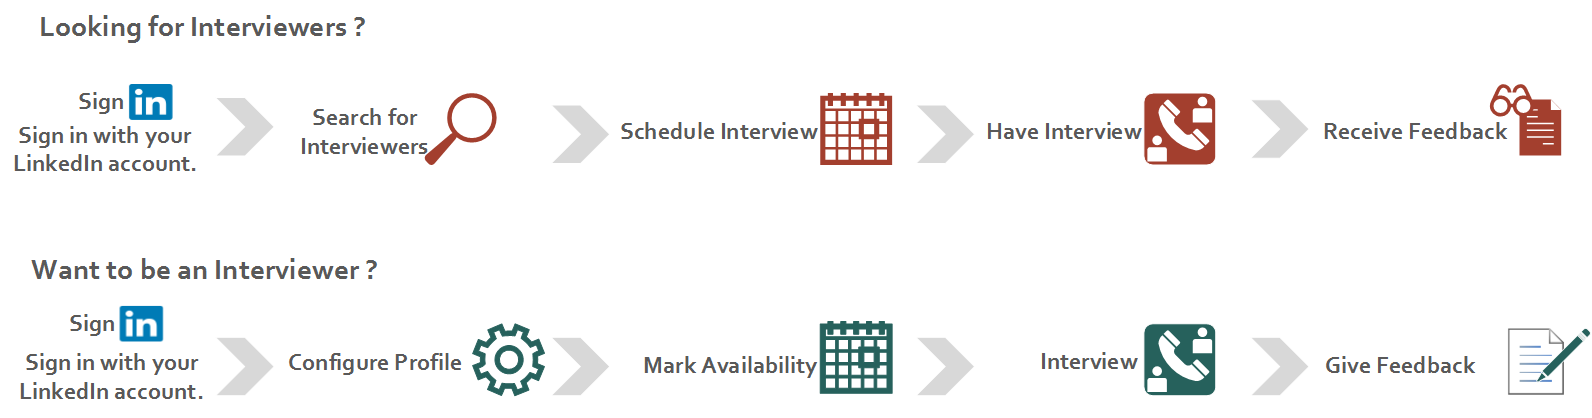 Looking for Interviewers ?
Sign in
Sign in with your
LinkedIn account.
Search for
Interviewers
Schedule Interview
Have Interview
Receive Feedback
Want to be an Interviewer ?
Sign in
Sign in with your
LinkedIn account.
Configure Profile
Mark Availability
Interview
Give Feedback